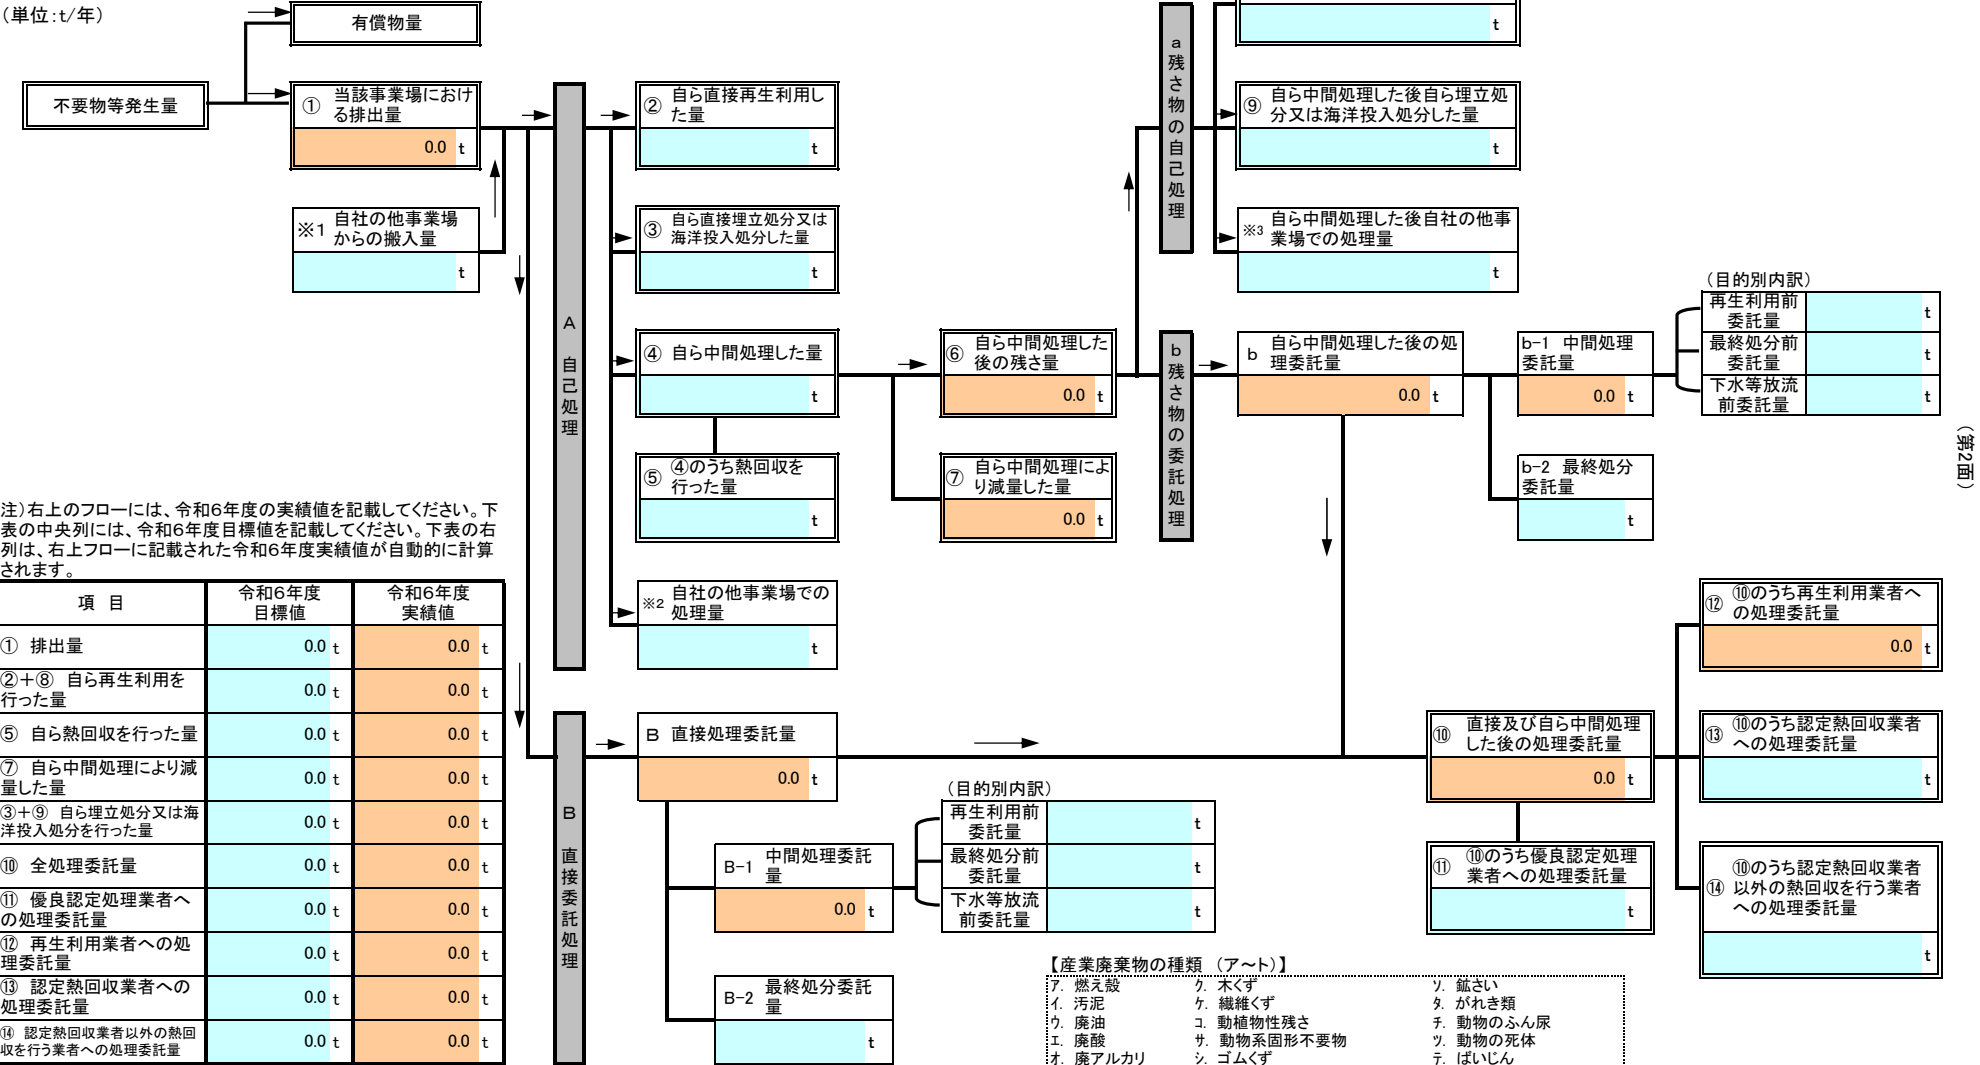 （単位：t/年）
有償物量
不要物等発生量
① 当該事業場におけ
る排出量
0.0 t
※1 自社の他事業場
からの搬入量
t
A 自己処理
② 自ら直接再生利用し
た量
t
③ 自ら直接埋立処分又は
海洋投入処分した量
t
④ 自ら中間処理した量
t
⑤ ④のうち熱回収を
行った量
t
※2 自社の他事業場での
処理量
t
⑥ 自ら中間処理した
後の残さ量
0.0 t
⑦ 自ら中間処理によ
り減量した量
0.0 t
a 残さ物の自己処理
t
⑨ 自ら中間処理した後自ら埋立処
分又は海洋投入処分した量
t
※3 自ら中間処理した後自社の他事
業場での処理量
t
b 残さ物の委託処理
b 自ら中間処理した後の処
理委託量
0.0 t
b-1 中間処理
委託量
0.0 t
b-2 最終処分
委託量
t
（目的別内訳）
再生利用前
委託量
t
最終処分前
委託量
t
下水等放流
前委託量
t
（第2面）
注）右上のフローには、令和６年度の実績値を記載してください。下
表の中央列には、令和６年度目標値を記載してください。下表の右
列は、右上フローに記載された令和６年度実績値が自動的に計算
されます。
項 目 令和６年度
目標値 令和６年度
実績値
① 排出量 0.0 t 0.0 t
②＋⑧ 自ら再生利用を
行った量 0.0 t 0.0 t
⑤ 自ら熱回収を行った量 0.0 t 0.0 t
⑦ 自ら中間処理により減
量した量 0.0 t 0.0 t
③＋⑨ 自ら埋立処分又は海
洋投入処分を行った量 0.0 t 0.0 t
⑩ 全処理委託量 0.0 t 0.0 t
⑪ 優良認定処理業者へ
の処理委託量 0.0 t 0.0 t
⑫ 再生利用業者への処
理委託量 0.0 t 0.0 t
⑬ 認定熱回収業者への
処理委託量 0.0 t 0.0 t
⑭ 認定熱回収業者以外の熱回
収を行う業者への処理委託量 0.0 t 0.0 t
B 直接委託処理
B 直接処理委託量
0.0 t
B-1 中間処理委託
量
0.0 t
B-2 最終処分委託
量
t
（目的別内訳）
再生利用前
委託量
t
最終処分前
委託量
t
下水等放流
前委託量
t
⑩ 直接及び自ら中間処理
した後の処理委託量
0.0 t
⑪ ⑩のうち優良認定処理
業者への処理委託量
t
⑫ ⑩のうち再生利用業者へ
の処理委託量
0.0 t
⑬ ⑩のうち認定熱回収業者
への処理委託量
t
⑭ ⑩のうち認定熱回収業者
以外の熱回収を行う業者
への処理委託量
t
【産業廃棄物の種類 （ア～ト）】
ア. 燃え殻 ク. 木くず ソ. 鉱さい
イ. 汚泥 ケ. 繊維くず タ. がれき類
ウ. 廃油 コ. 動植物性残さ チ. 動物のふん尿
エ. 廃酸 サ. 動物系固形不要物 ツ. 動物の死体
オ. 廃アルカリ シ. ゴムくず テ. ばいじん